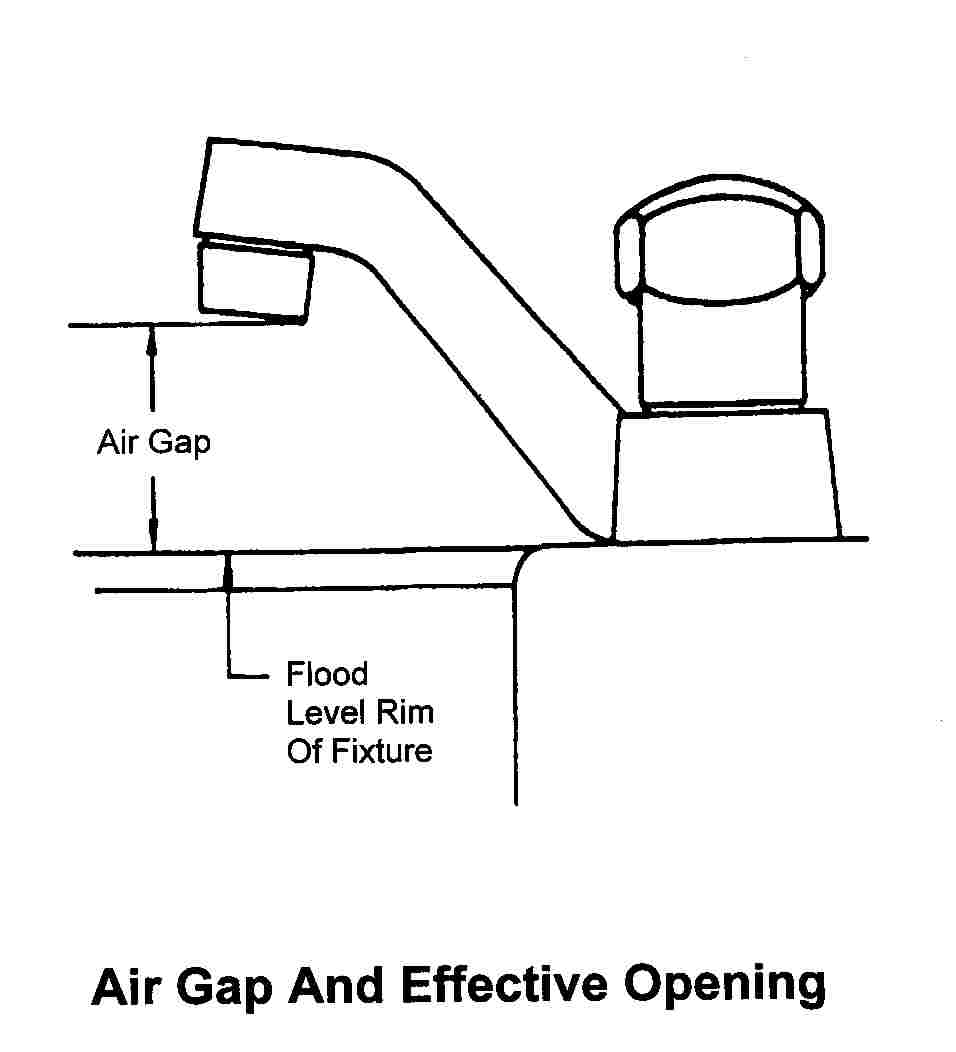 Air Gap
Flood
Level Rim
Of Fixture
Air Gap And Effective Opening